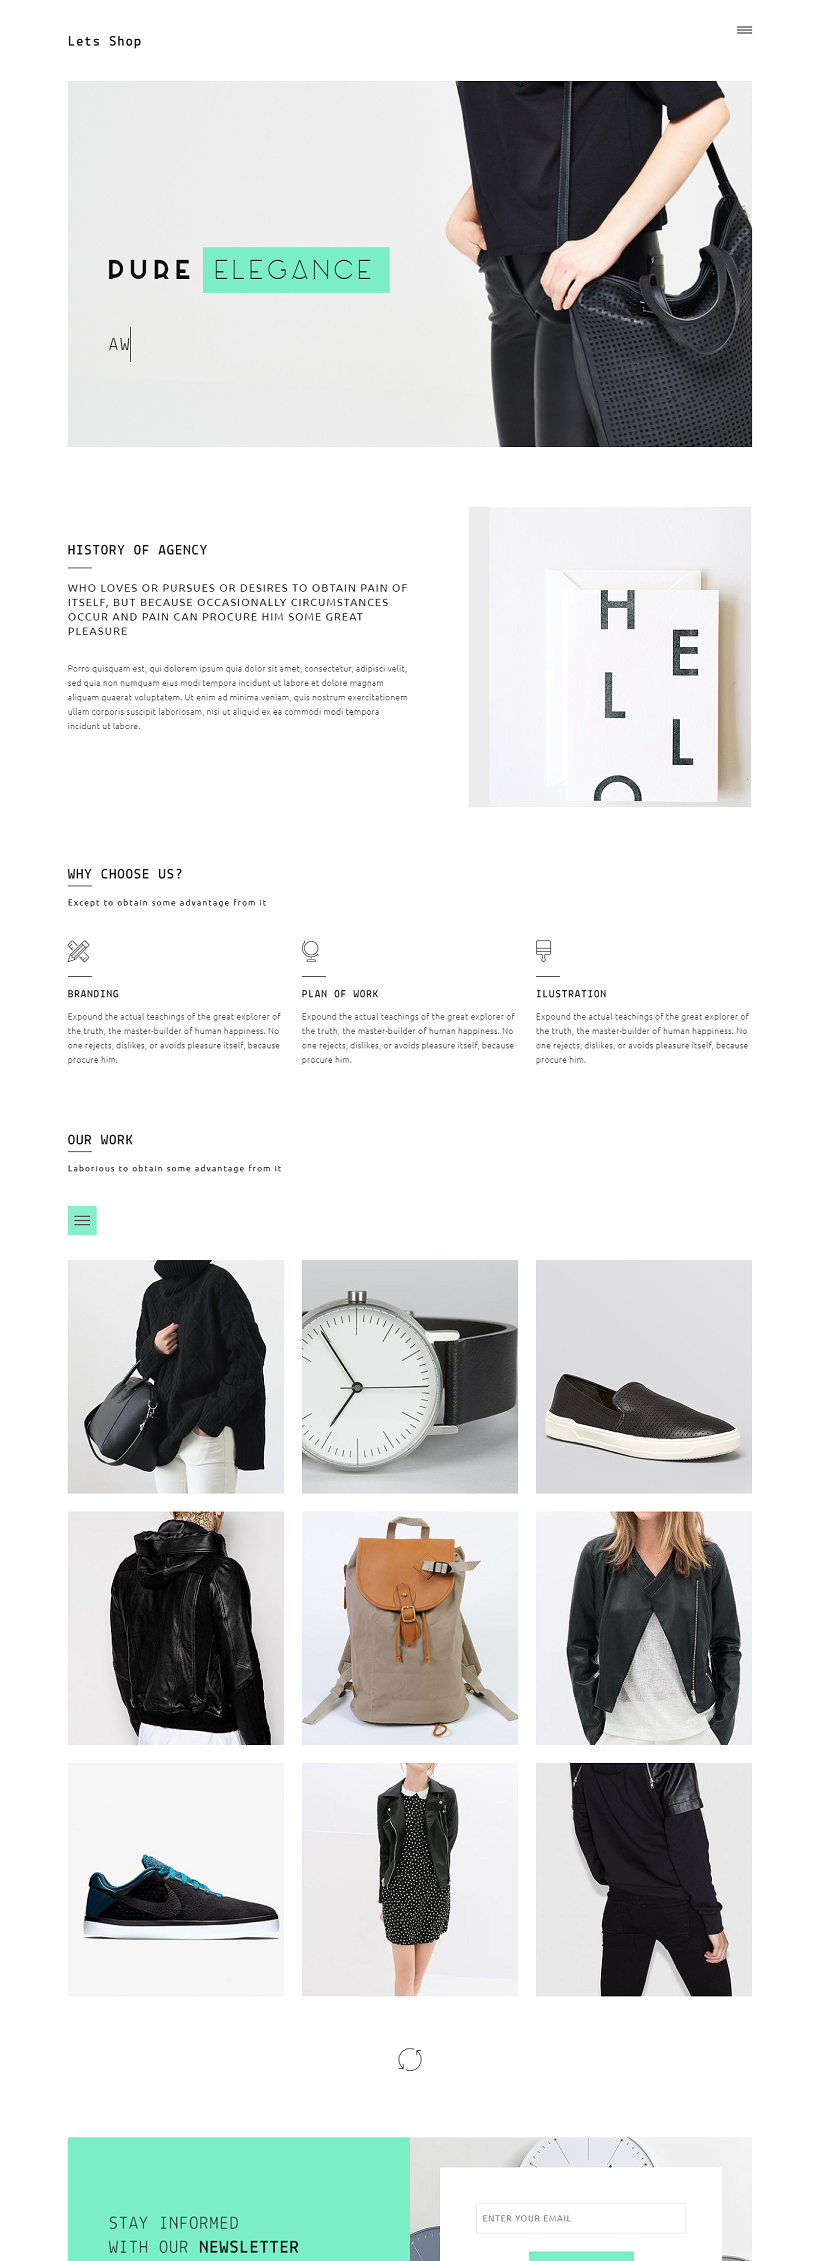 Lets Shop
PURE ELEGANCE
AW
HISTORY OF AGENCY
WHO LOVES OR PURSUES OR DESIRES TO OBTAIN PAIN OF
ITSELF, BUT BECAUSE OCCASIONALLY CIRCUMSTANCES
OCCUR AND PAIN CAN PROCURE HIM SOME GREAT
PLEASURE
Porro quisquam est, qui dolorem ipsum quia dolor sit amet, consectetur, adipisci velit,
sed quia non numquam eius modi tempora incidunt ut labore et dolore magnam
aliquam quaerat voluptatem. Ut enim ad minima veniam, quis nostrum exercitationem
ullam corporis suscipit laboriosam, nisi ut aliquid ex ea commodi modi tempora
incidunt ut labore.
H
E
L
L
O
WHY CHOOSE US?
Except to obtain some advantage from it
BRANDING
Expound the actual teachings of the great explorer of
the truth, the master-builder of human happiness. No
one rejects, dislikes, or avoids pleasure itself, because
procure him.
PLAN OF WORK
Expound the actual teachings of the great explorer of
the truth, the master-builder of human happiness. No
one rejects, dislikes, or avoids pleasure itself, because
procure him.
ILUSTRATION
Expound the actual teachings of the great explorer of
the truth, the master-builder of human happiness. No
one rejects, dislikes, or avoids pleasure itself, because
procure him.
OUR WORK
Laborious to obtain some advantage from it
STAY INFORMED
WITH OUR NEWSLETTER
ENTER YOUR EMAIL